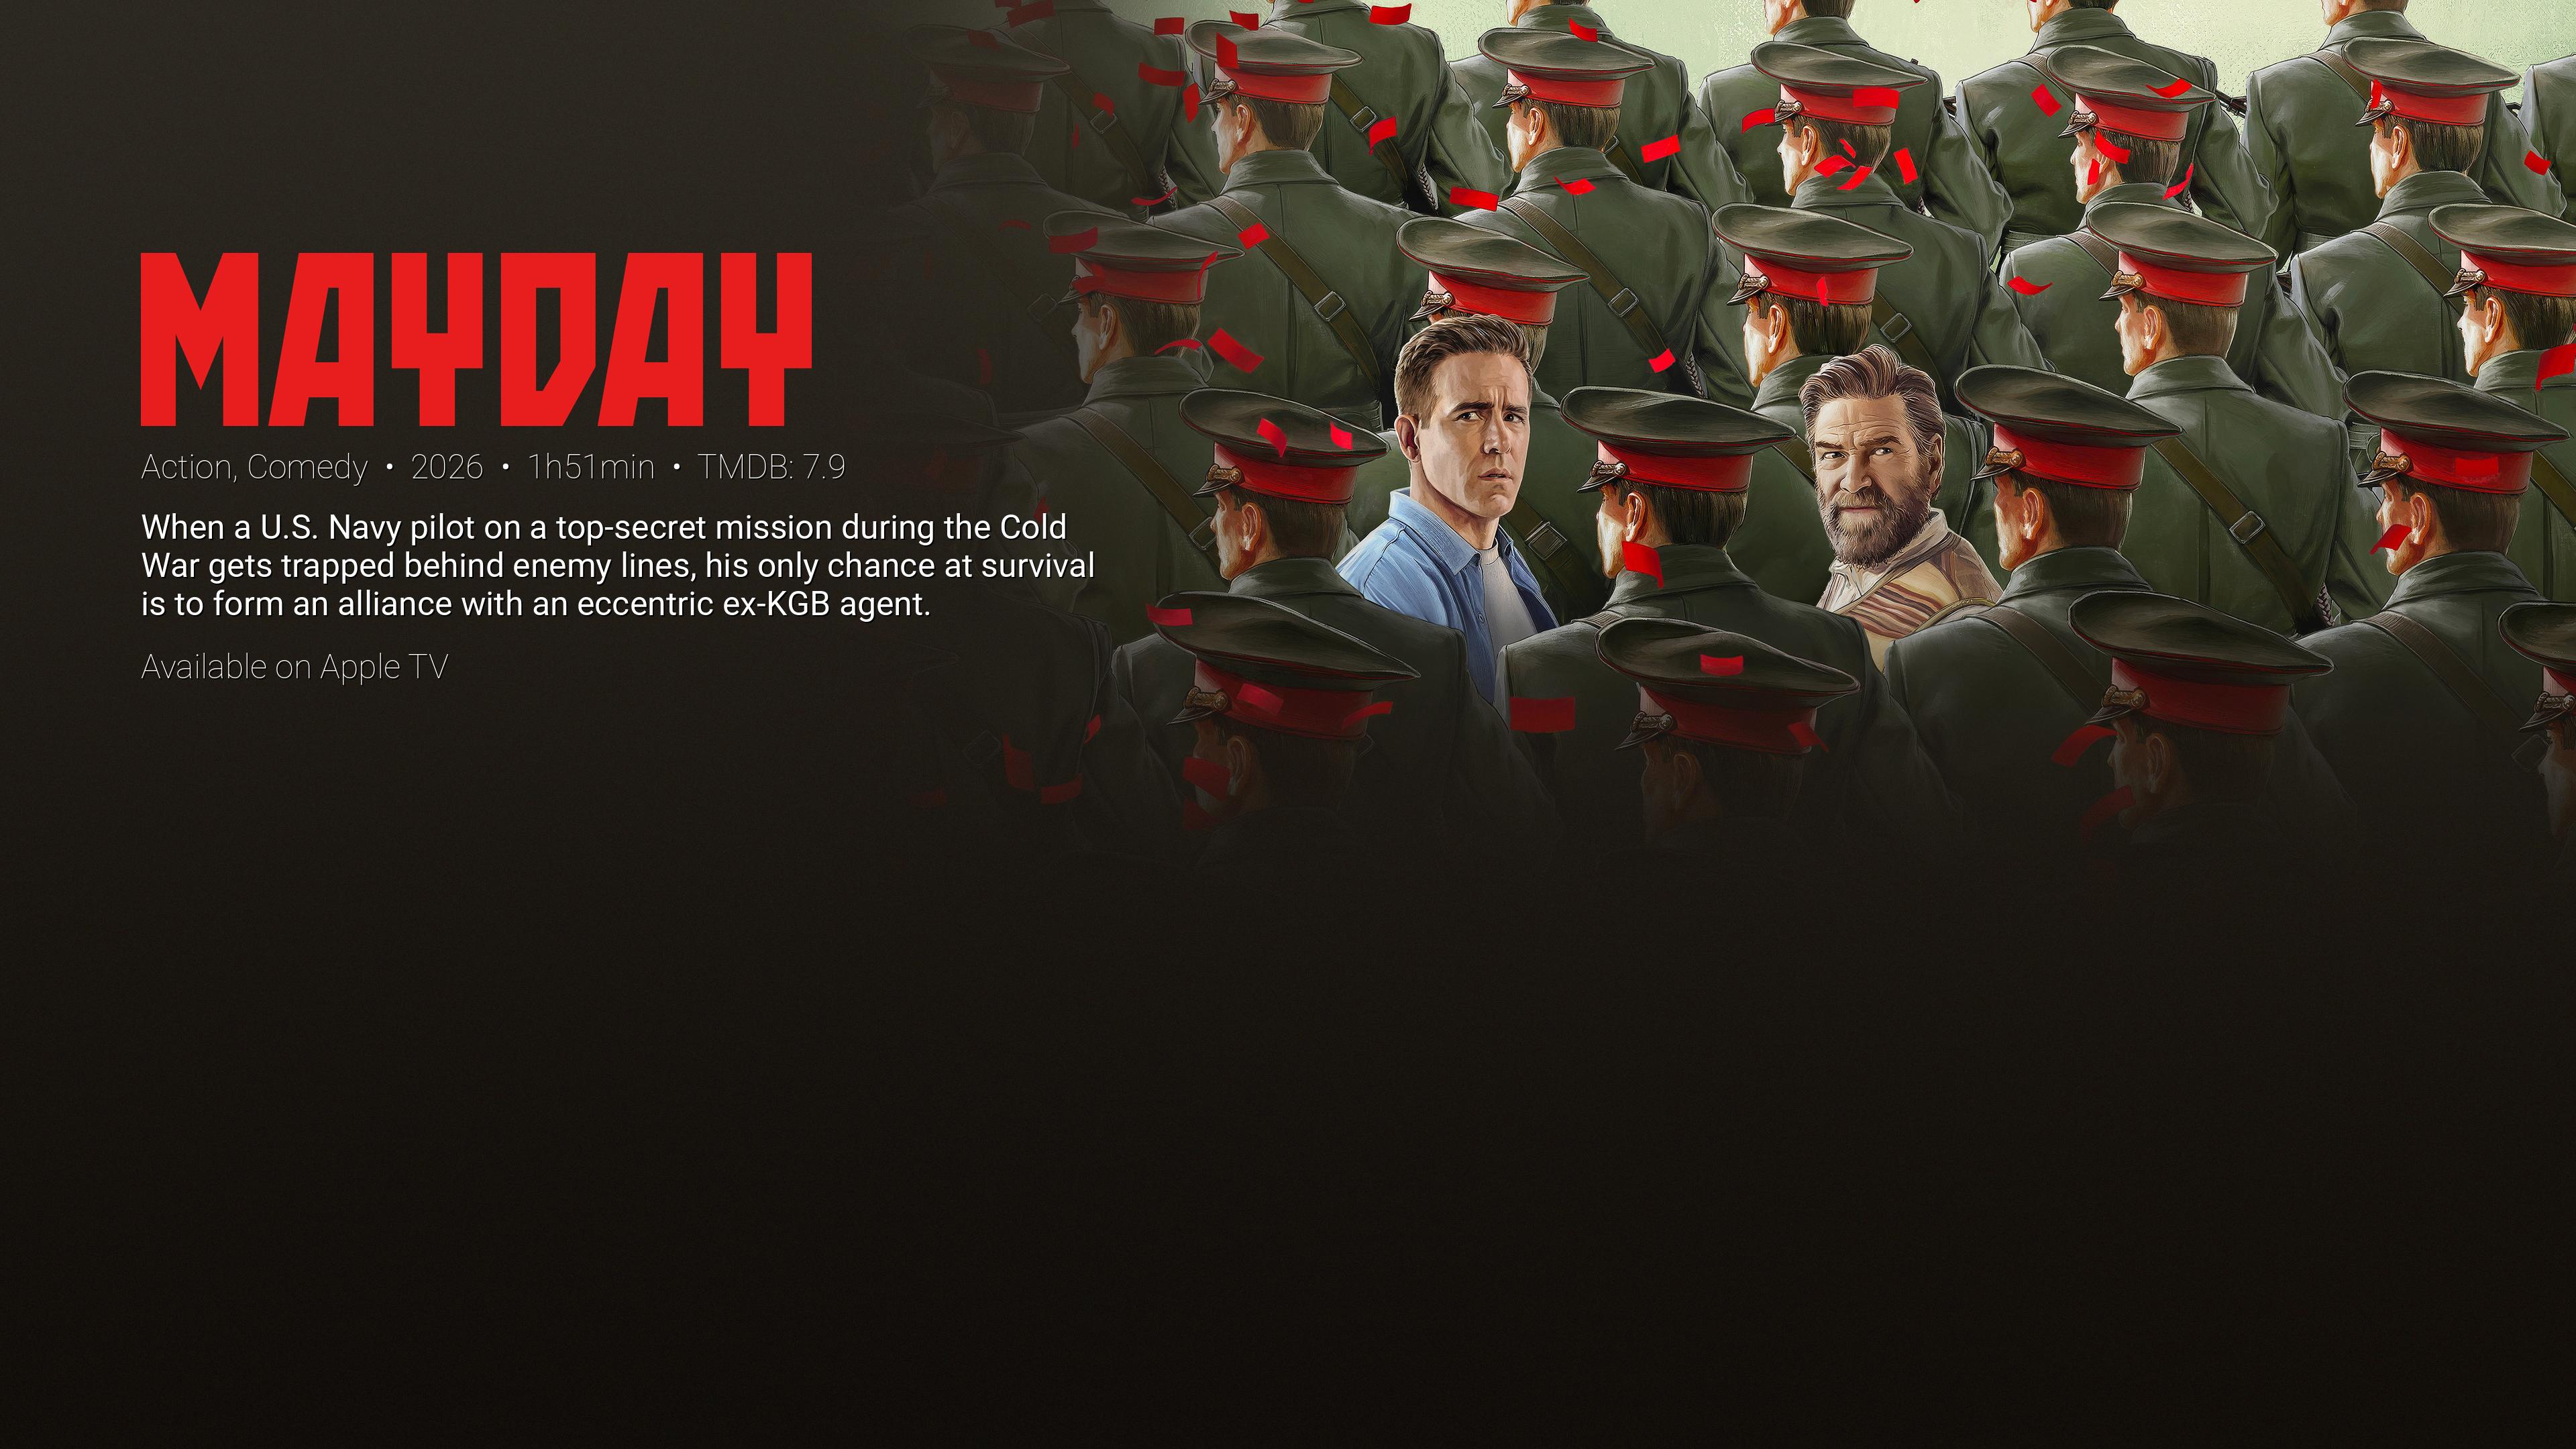 MAYDAY
Action, Comedy • 2026 • 1h51min • TMDB: 7.9
When a U.S. Navy pilot on a top-secret mission during the Cold
War gets trapped behind enemy lines, his only chance at survival
is to form an alliance with an eccentric ex-KGB agent.
Available on Apple TV